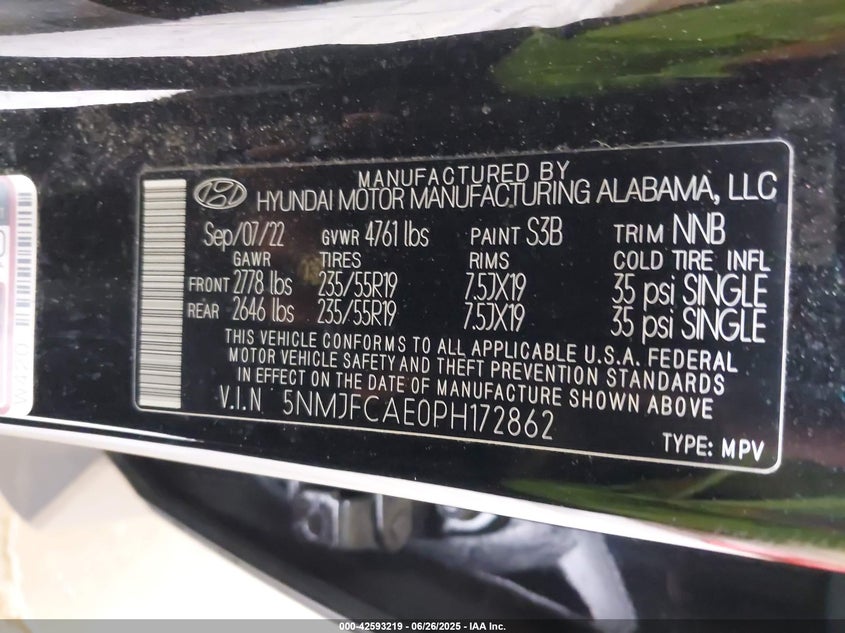 MANUFACTURED BY
HYUNDAI MOTOR MANUFACTURING ALABAMA, LLC
Sep/07/22 GVWR 4761 lbs PAINT S3B TRIM NNB
GAWR TIRES RIMS COLD TIRE INFL
FRONT 2778 lbs 235/55R19 7.5JX19 35 psi SINGLE
REAR 2646 lbs 235/55R19 7.5JX19 35 psi SINGLE
THIS VEHICLE CONFORMS TO ALL APPLICABLE U.S.A. FEDERAL
MOTOR VEHICLE SAFETY AND THEFT PREVENTION STANDARDS
IN EFFECT ON THE DATE OF MANUFACTURE SHOWN ABOVE
V.I.N 5NMJFCAE0PH172862
TYPE: MPV
000-42593219 - 06/26/2025 - IAA Inc.